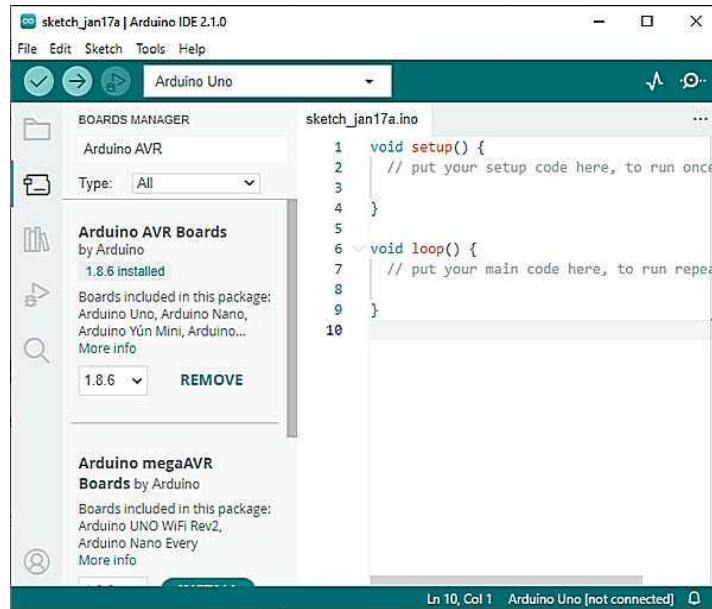 sketch_jan17a | Arduino IDE 2.1.0
File Edit Sketch Tools Help
Arduino Uno
BOARDS MANAGER
Arduino AVR
Type: All
Arduino AVR Boards
by Arduino
1.8.6 installed
Boards included in this package:
Arduino Uno, Arduino Nano,
Arduino Yún Mini, Arduino...
More info
1.8.6 REMOVE
Arduino megaAVR
Boards by Arduino
Boards included in this package:
Arduino UNO WiFi Rev2,
Arduino Nano Every
More info
sketch_jan17a.ino ...
1 void setup() {
2 // put your setup code here, to run once
3
4 }
5
6 void loop() {
7 // put your main code here, to run repea
8
9 }
10
Ln 10, Col 1 Arduino Uno [not connected]